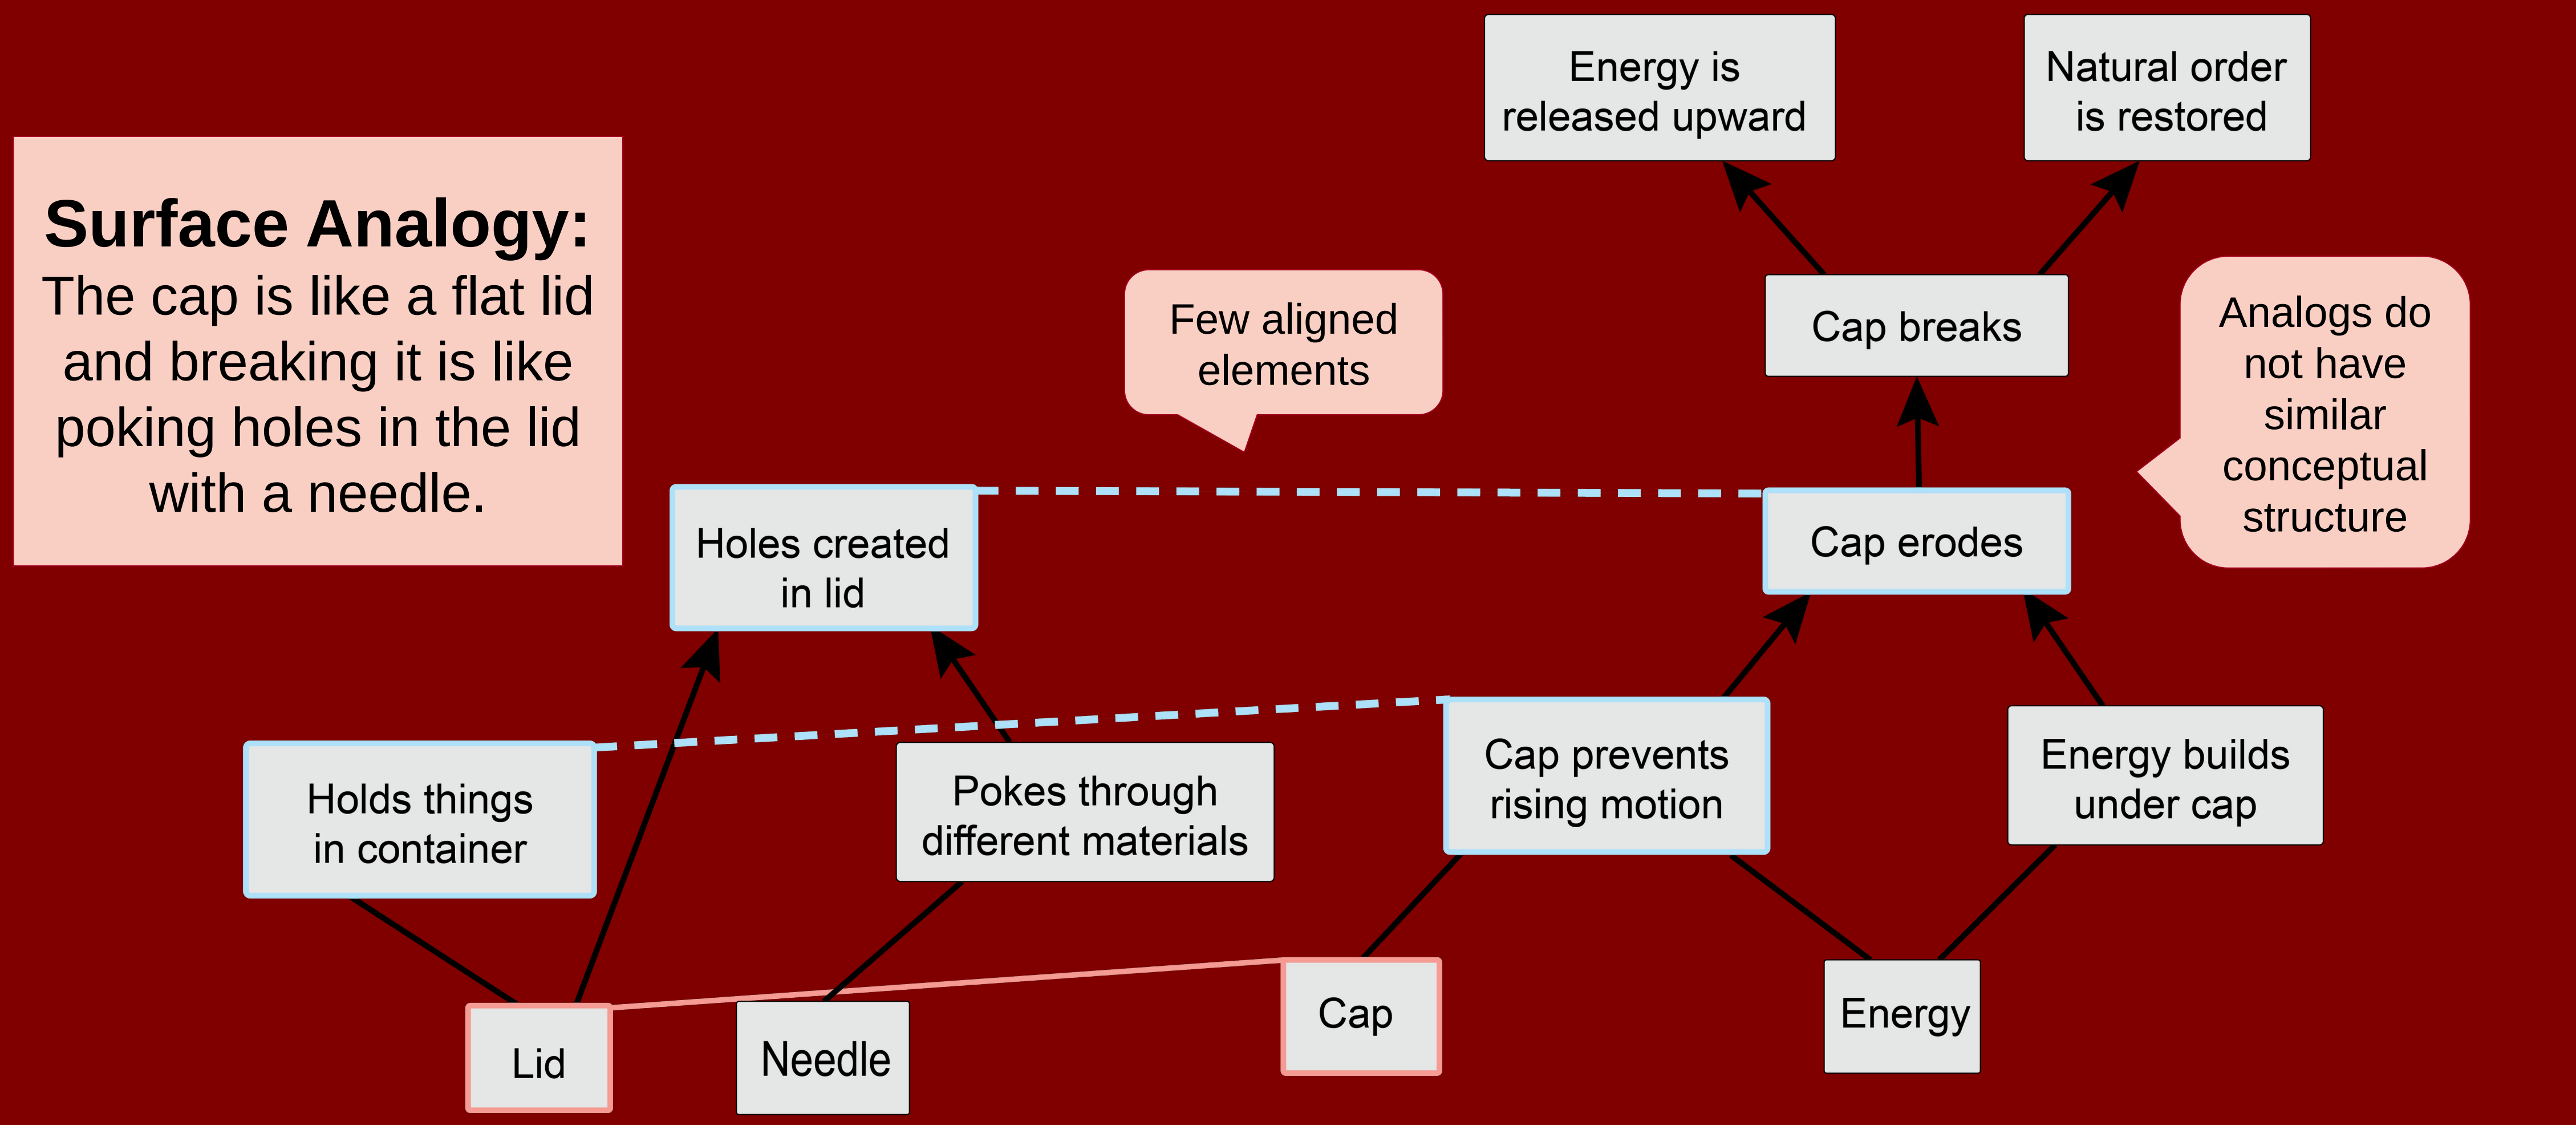 Energy is
released upward
Natural order
is restored
Surface Analogy:
The cap is like a flat lid
and breaking it is like
poking holes in the lid
with a needle.
Few aligned
elements
Cap breaks
Analogs do
not have
similar
conceptual
structure
Holes created
in lid
Cap erodes
Holds things
in container
Pokes through
different materials
Cap prevents
rising motion
Energy builds
under cap
Lid
Needle
Cap
Energy